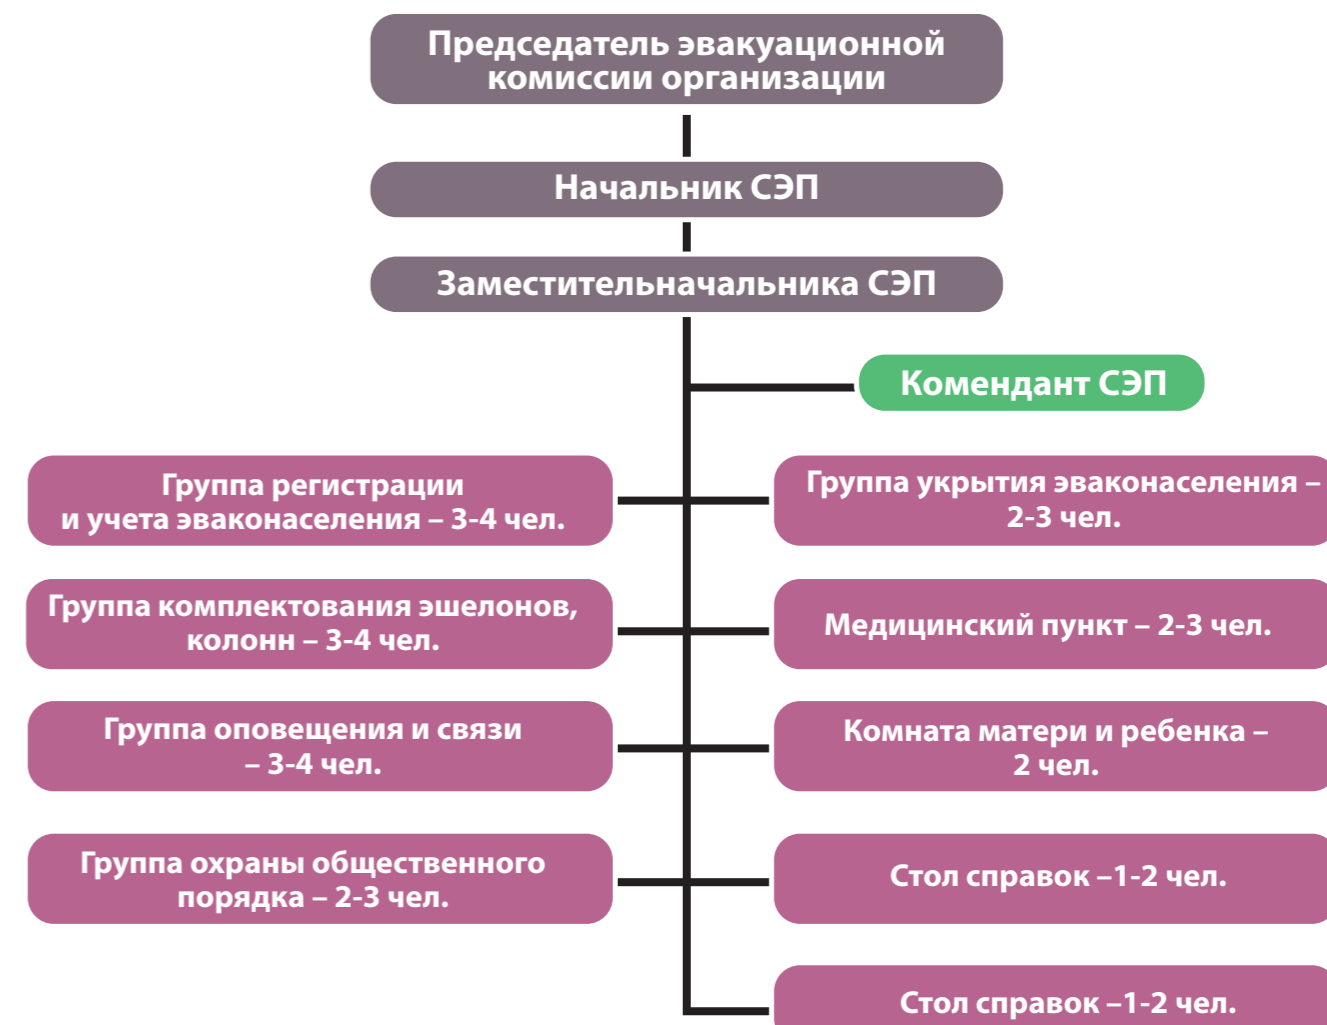 Председатель эвакуационной
комиссии организации
Начальник СЭП
Заместительначальника СЭП
Комендант СЭП
Группа регистрации
и учета эваконаселения – 3-4 чел.
Группа укрытия эваконаселения –
2-3 чел.
Группа комплектования эшелонов,
колонн – 3-4 чел.
Медицинский пункт – 2-3 чел.
Группа оповещения и связи
– 3-4 чел.
Комната матери и ребенка –
2 чел.
Группа охраны общественного
порядка – 2-3 чел.
Стол справок –1-2 чел.
Стол справок –1-2 чел.